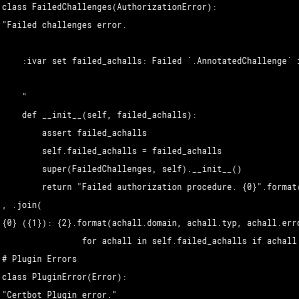 class FailedChallenges(AuthorizationError):
"Failed challenges error.
:ivar set failed_achalls: Failed `.AnnotatedChallenge`
"
def __init__(self, failed_achalls):
assert failed_achalls
self.failed_achalls = failed_achalls
super(FailedChallenges, self).__init__()
return "Failed authorization procedure. {0}".format(
, .join(
{0} ({1}): {2}.format(achall.domain, achall.typ, achall.erro
for achall in self.failed_achalls if achall
# Plugin Errors
class PluginError(Error):
"Certbot Plugin error."